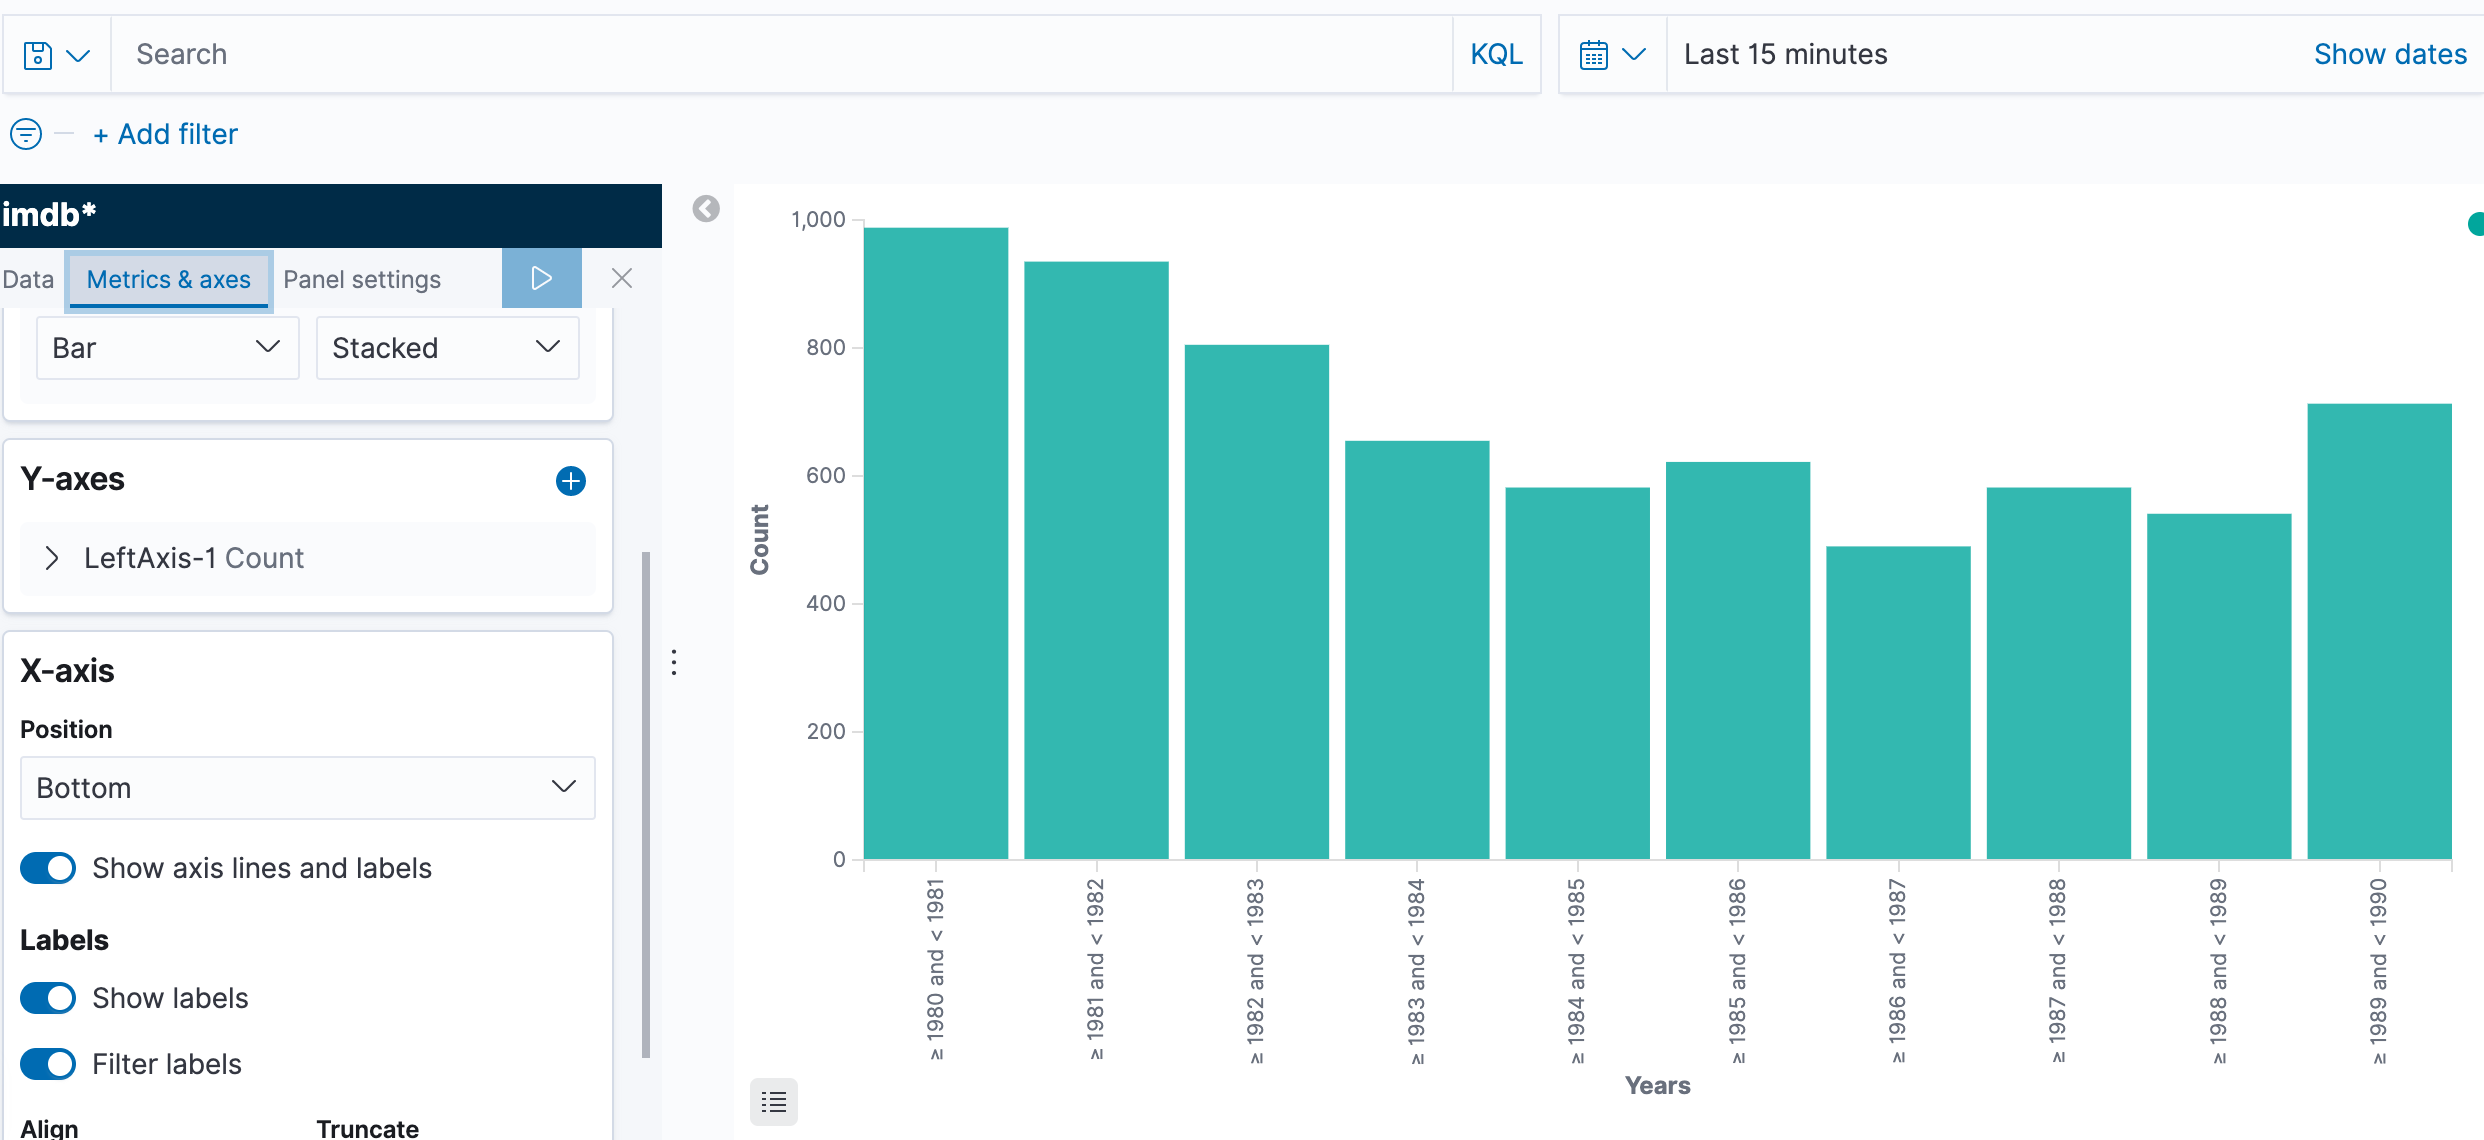 Search
KQL
Last 15 minutes
Show dates
+ Add filter
imdb*
Data
Metrics & axes
Panel settings
Bar
Stacked
Y-axes
LeftAxis-1 Count
X-axis
Position
Bottom
Show axis lines and labels
Labels
Show labels
Filter labels
Align
Truncate
Count
1,000
800
600
400
200
0
≥ 1980 and < 1981
≥ 1981 and < 1982
≥ 1982 and < 1983
≥ 1983 and < 1984
≥ 1984 and < 1985
≥ 1985 and < 1986
≥ 1986 and < 1987
≥ 1987 and < 1988
≥ 1988 and < 1989
≥ 1989 and < 1990
Years